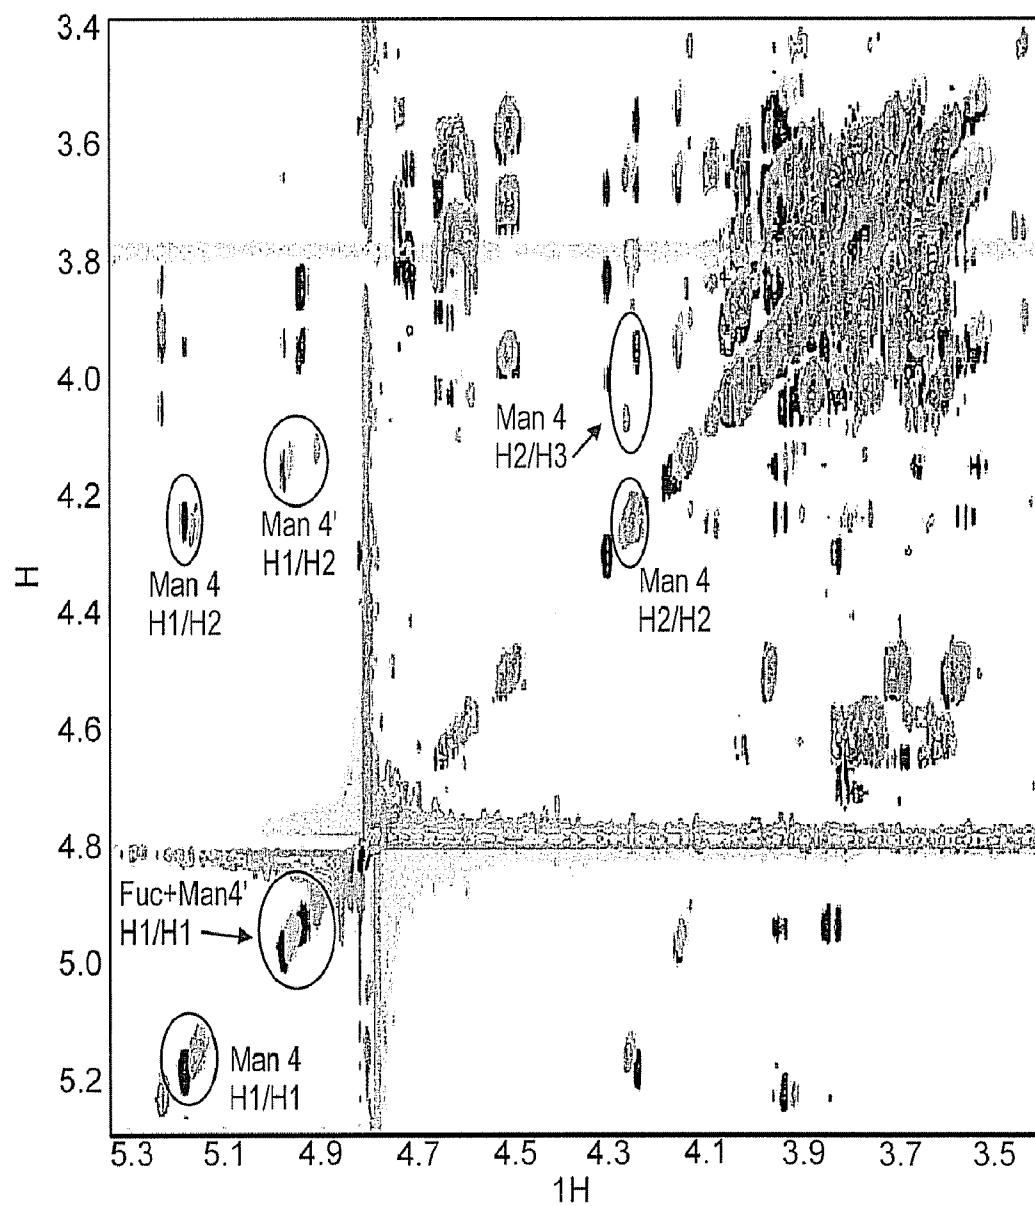 3.4
3.6
3.8
4.0
4.2
4.4
4.6
4.8
5.0
5.2
H
Man 4
H2/H3
Man 4'
H1/H2
Man 4
H1/H2
Man 4
H2/H2
Fuc+Man4'
H1/H1
Man 4
H1/H1
5.3 5.1 4.9 4.7 4.5 4.3 4.1 3.9 3.7 3.5
1H